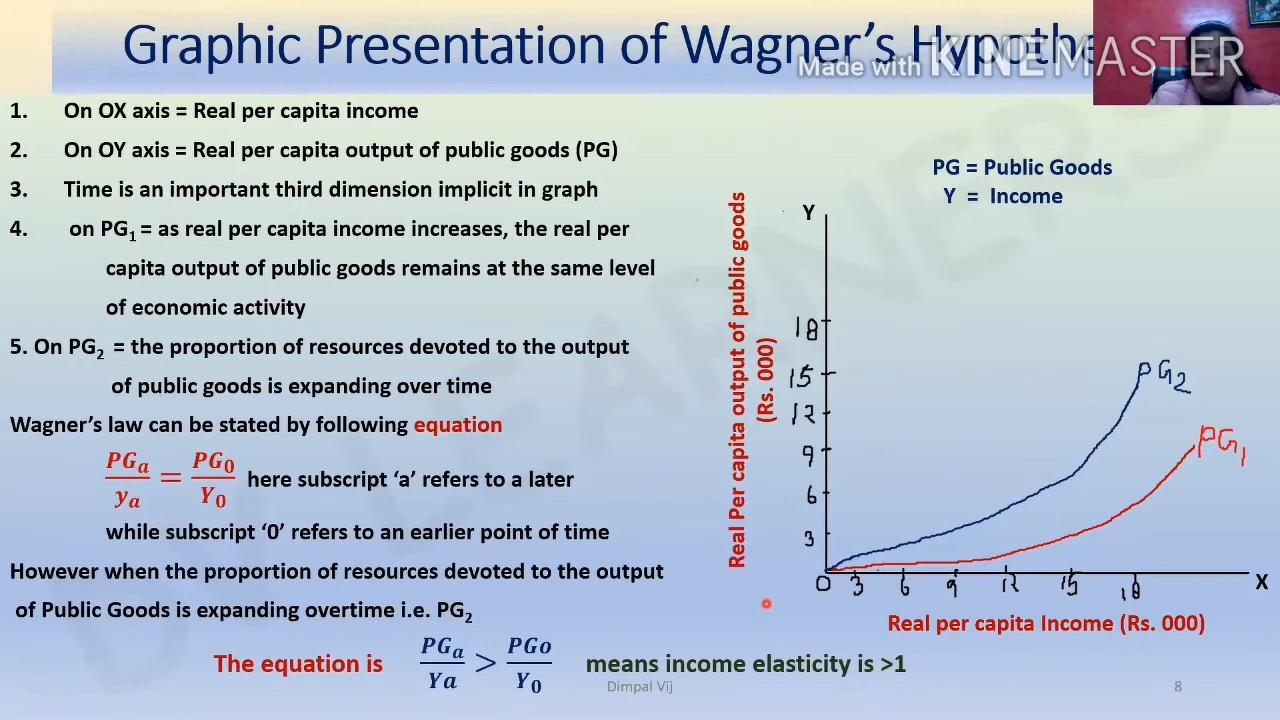 Graphic Presentation of Wagner's Hypothe
Made with KINEMASTER
1. On OX axis = Real per capita income
2. On OY axis = Real per capita output of public goods (PG)
3. Time is an important third dimension implicit in graph
4. on PG₁ = as real per capita income increases, the real per
capita output of public goods remains at the same level
of economic activity
5. On PG₂ = the proportion of resources devoted to the output
of public goods is expanding over time
Wagner's law can be stated by following equation
PGₐ/yₐ = PG₀/Y₀ here subscript 'a' refers to a later
while subscript '0' refers to an earlier point of time
However when the proportion of resources devoted to the output
of Public Goods is expanding overtime i.e. PG₂
The equation is PGₐ/Ya > PGo/Y₀ means income elasticity is >1
PG = Public Goods
Y = Income
Real Per capita output of public goods
(Rs. 000)
Y
18
15
12
9
6
3
PG₂
PG₁
0 3 6 9 12 15 18
X
Real per capita Income (Rs. 000)
Dimpal Vij
8